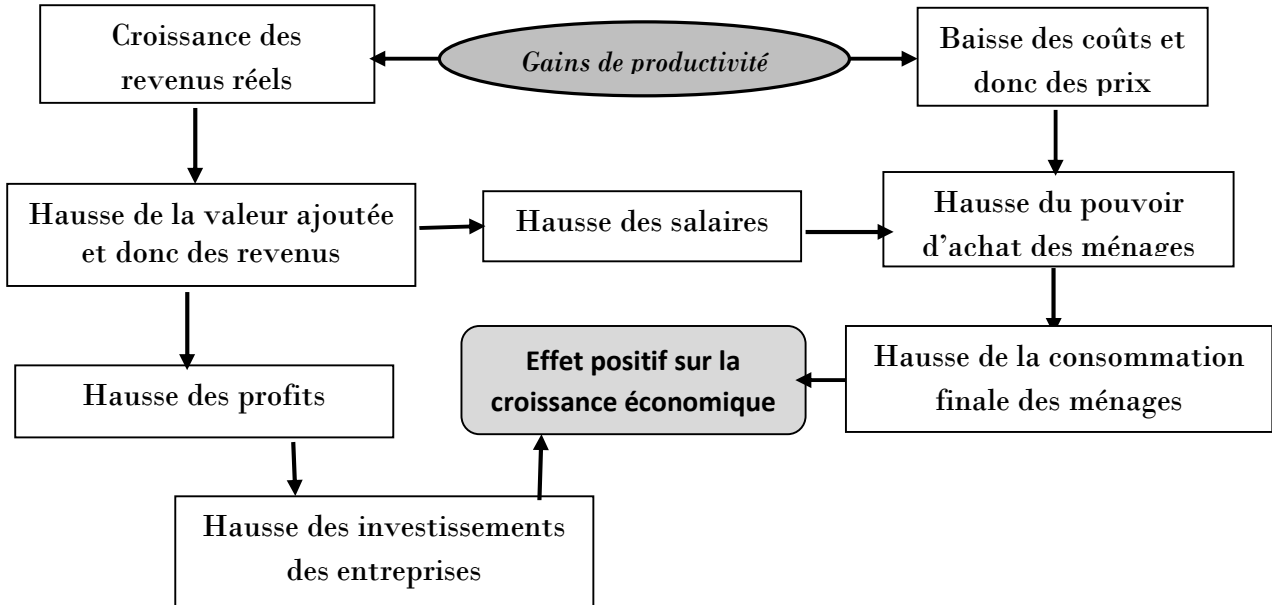 Croissance des
revenus réels
Gains de productivité
Baisse des coûts et
donc des prix
Hausse de la valeur ajoutée
et donc des revenus
Hausse des salaires
Hausse du pouvoir
d’achat des ménages
Hausse des profits
Effet positif sur la
croissance économique
Hausse de la consommation
finale des ménages
Hausse des investissements
des entreprises